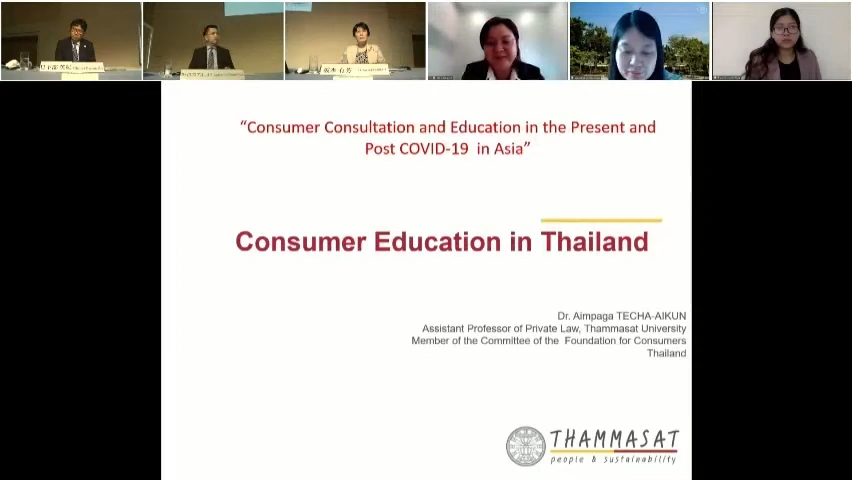 “Consumer Consultation and Education in the Present and
Post COVID-19 in Asia”
Consumer Education in Thailand
Dr. Aimpaga TECHA-AIKUN
Assistant Professor of Private Law, Thammasat University
Member of the Committee of the Foundation for Consumers
Thailand
THAMMASAT
people & sustainability